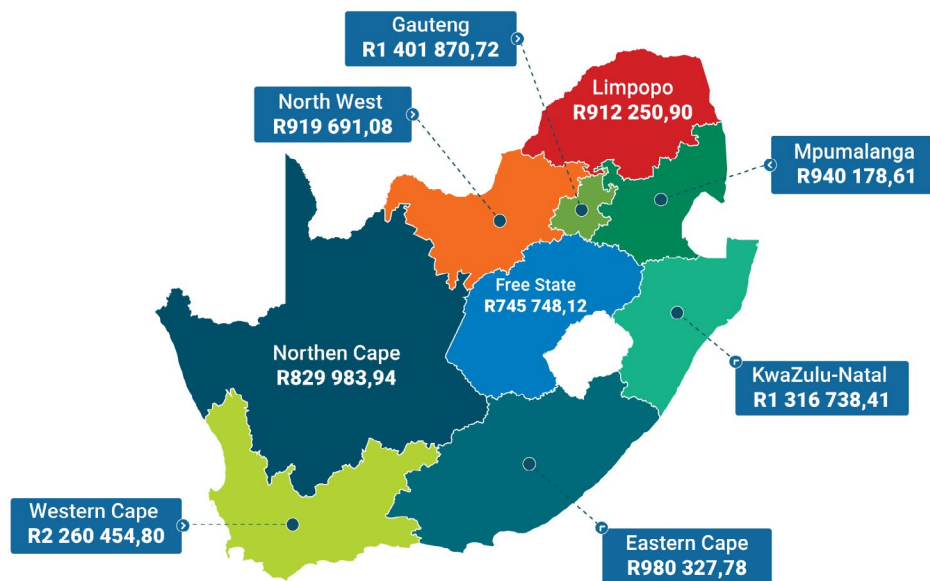 Gauteng
R1 401 870,72
Limpopo
R912 250,90
North West
R919 691,08
Mpumalanga
R940 178,61
Free State
R745 748,12
Northen Cape
R829 983,94
KwaZulu-Natal
R1 316 738,41
Western Cape
R2 260 454,80
Eastern Cape
R980 327,78